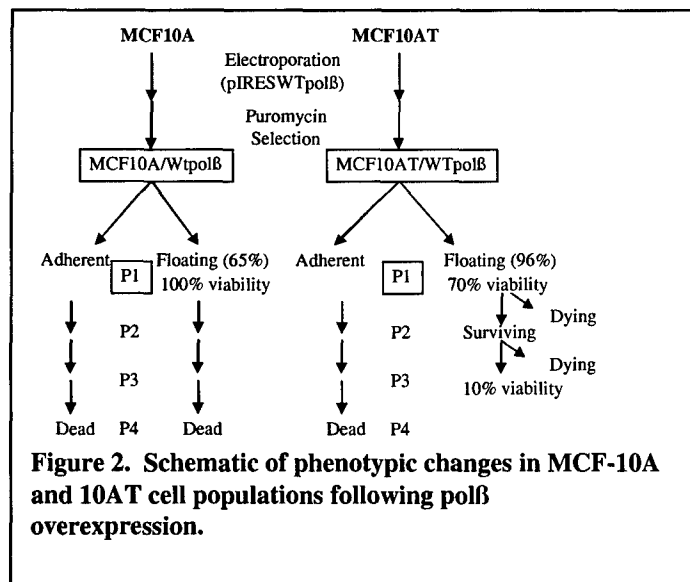 MCF10A MCF10AT
Electroporation
(pIRESWTpolß)
Puromycin
Selection
MCF10A/Wtpolß MCF10AT/WTpolß
Adherent P1 Floating (65%) Adherent P1 Floating (96%)
100% viability 70% viability
Dying
P2 P2 Surviving
Dying
P3 P3 10% viability
Dead P4 Dead Dead P4
Figure 2. Schematic of phenotypic changes in MCF-10A
and 10AT cell populations following polß
overexpression.